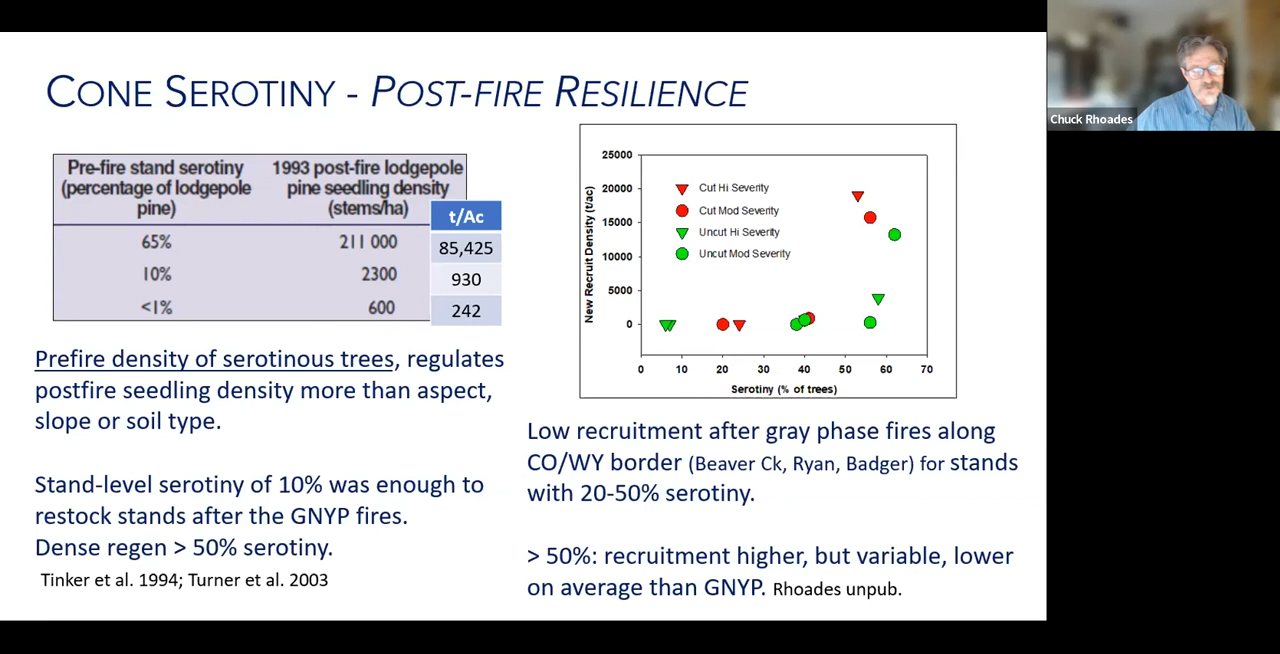 CONE SEROTINY - POST-FIRE RESILIENCE
Chuck Rhoades
Pre-fire stand serotiny
(percentage of lodgepole
pine)
1993 post-fire lodgepole
pine seedling density
(stems/ha)
t/Ac
65% 211 000 85,425
10% 2300 930
<1% 600 242
Prefire density of serotinous trees, regulates
postfire seedling density more than aspect,
slope or soil type.
Stand-level serotiny of 10% was enough to
restock stands after the GNYP fires.
Dense regen > 50% serotiny.
Tinker et al. 1994; Turner et al. 2003
New Recruit Density (t/ac)
25000
20000
15000
10000
5000
0
Cut Hi Severity
Cut Mod Severity
Uncut Hi Severity
Uncut Mod Severity
0 10 20 30 40 50 60 70
Serotiny (% of trees)
Low recruitment after gray phase fires along
CO/WY border (Beaver Ck, Ryan, Badger) for stands
with 20-50% serotiny.
> 50%: recruitment higher, but variable, lower
on average than GNYP. Rhoades unpub.